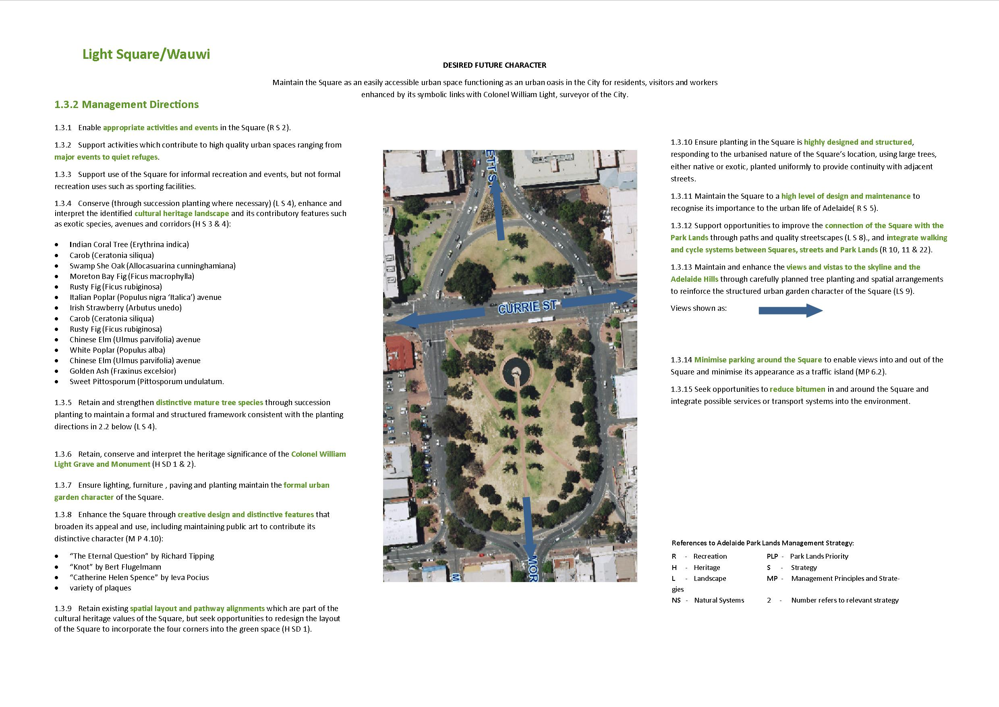 Light Square/Wauwi
DESIRED FUTURE CHARACTER
Maintain the Square as an easily accessible urban space functioning as an urban oasis in the City for residents, visitors and workers
enhanced by its symbolic links with Colonel William Light, surveyor of the City.
1.3.2 Management Directions
1.3.1 Enable appropriate activities and events in the Square (R S 2).
1.3.2 Support activities which contribute to high quality urban spaces ranging from
major events to quiet refuges.
1.3.3 Support use of the Square for informal recreation and events, but not formal
recreation uses such as sporting facilities.
1.3.4 Conserve (through succession planting where necessary) (L S 4), enhance and
interpret the identified cultural heritage landscape and its contributory features such
as exotic species, avenues and corridors (H S 3 & 4):
• Indian Coral Tree (Erythrina indica)
• Carob (Ceratonia siliqua)
• Swamp She Oak (Allocasuarina cunninghamiana)
• Moreton Bay Fig (Ficus macrophylla)
• Rusty Fig (Ficus rubiginosa)
• Italian Poplar (Populus nigra ‘Italica’) avenue
• Irish Strawberry (Arbutus unedo)
• Carob (Ceratonia siliqua)
• Rusty Fig (Ficus rubiginosa)
• Chinese Elm (Ulmus parvifolia) avenue
• White Poplar (Populus alba)
• Chinese Elm (Ulmus parvifolia) avenue
• Golden Ash (Fraxinus excelsior)
• Sweet Pittosporum (Pittosporum undulatum.
1.3.5 Retain and strengthen distinctive mature tree species through succession
planting to maintain a formal and structured framework consistent with the planting
directions in 2.2 below (L S 4).
1.3.6 Retain, conserve and interpret the heritage significance of the Colonel William
Light Grave and Monument (H SD 1 & 2).
1.3.7 Ensure lighting, furniture , paving and planting maintain the formal urban
garden character of the Square.
1.3.8 Enhance the Square through creative design and distinctive features that
broaden its appeal and use, including maintaining public art to contribute its
distinctive character (M P 4.10):
• “The Eternal Question” by Richard Tipping
• “Knot” by Bert Flugelmann
• “Catherine Helen Spence” by Ieva Pocius
• variety of plaques
1.3.9 Retain existing spatial layout and pathway alignments which are part of the
cultural heritage values of the Square, but seek opportunities to redesign the layout
of the Square to incorporate the four corners into the green space (H SD 1).
ETT ST
CURRIE ST
MOR
M
1.3.10 Ensure planting in the Square is highly designed and structured,
responding to the urbanised nature of the Square’s location, using large trees,
either native or exotic, planted uniformly to provide continuity with adjacent
streets.
1.3.11 Maintain the Square to a high level of design and maintenance to
recognise its importance to the urban life of Adelaide( R S 5).
1.3.12 Support opportunities to improve the connection of the Square with the
Park Lands through paths and quality streetscapes (L S 8)., and integrate walking
and cycle systems between Squares, streets and Park Lands (R 10, 11 & 22).
1.3.13 Maintain and enhance the views and vistas to the skyline and the
Adelaide Hills through carefully planned tree planting and spatial arrangements
to reinforce the structured urban garden character of the Square (LS 9).
Views shown as:
1.3.14 Minimise parking around the Square to enable views into and out of the
Square and minimise its appearance as a traffic island (MP 6.2).
1.3.15 Seek opportunities to reduce bitumen in and around the Square and
integrate possible services or transport systems into the environment.
References to Adelaide Park Lands Management Strategy:
R - Recreation PLP - Park Lands Priority
H - Heritage S - Strategy
L - Landscape MP - Management Principles and Strate-
gies
NS - Natural Systems 2 - Number refers to relevant strategy